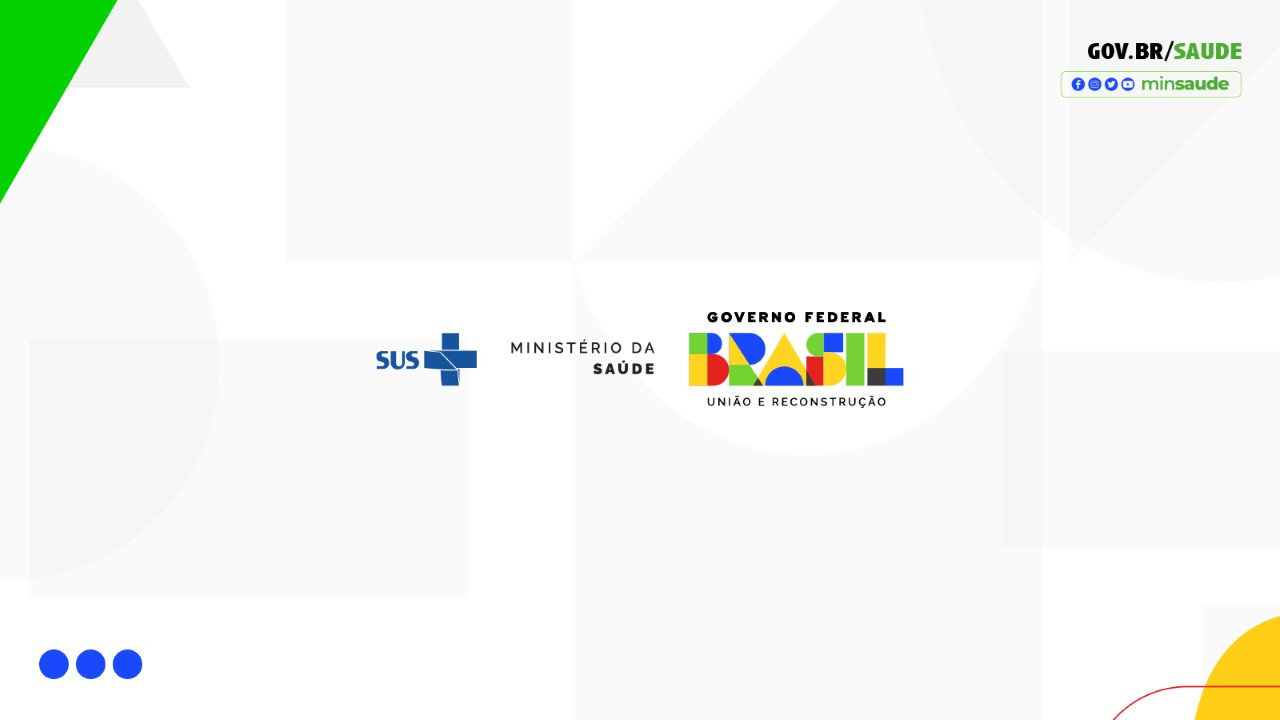 GOV.BR/SAUDE
minsaude
SUS
MINISTÉRIO DA
SAÚDE
GOVERNO FEDERAL
BRASIL
UNIÃO E RECONSTRUÇÃO